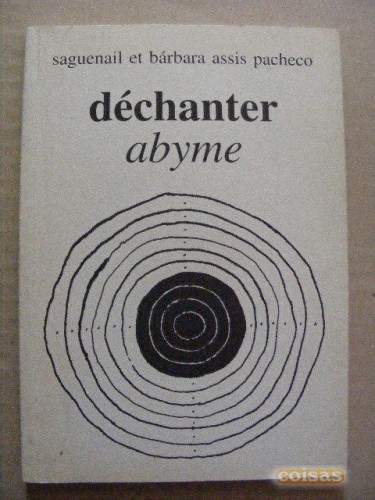 saguenail et bárbara assis pacheco
déchanter
abyme
coisas